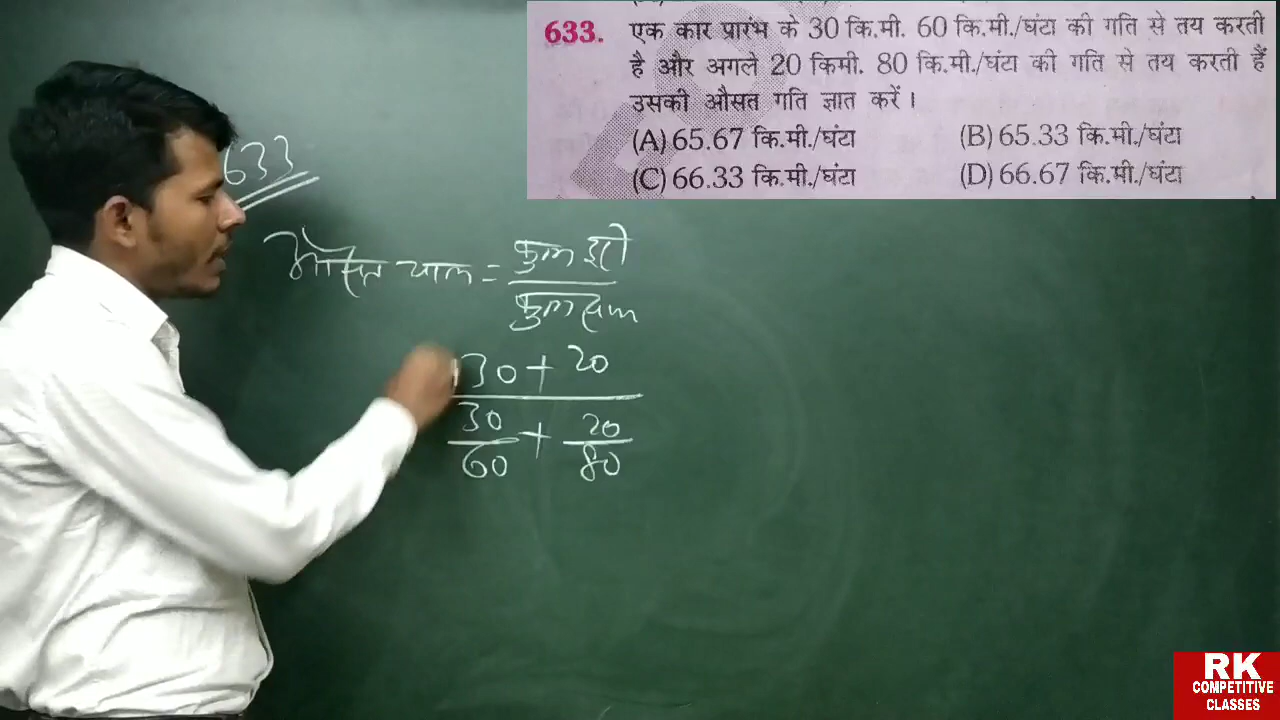 633. एक कार प्रारंभ के 30 कि.मी. 60 कि.मी./घंटा की गति से तय करती
है और अगले 20 किमी. 80 कि.मी./घंटा की गति से तय करती हैं
उसकी औसत गति ज्ञात करें।
(A) 65.67 कि.मी./घंटा (B) 65.33 कि.मी./घंटा
(C) 66.33 कि.मी./घंटा (D) 66.67 कि.मी./घंटा
633
औसत चाल = कुल दूरी
कुल समय
30 + 20
30 + 20
60 80
RK
COMPETITIVE
CLASSES